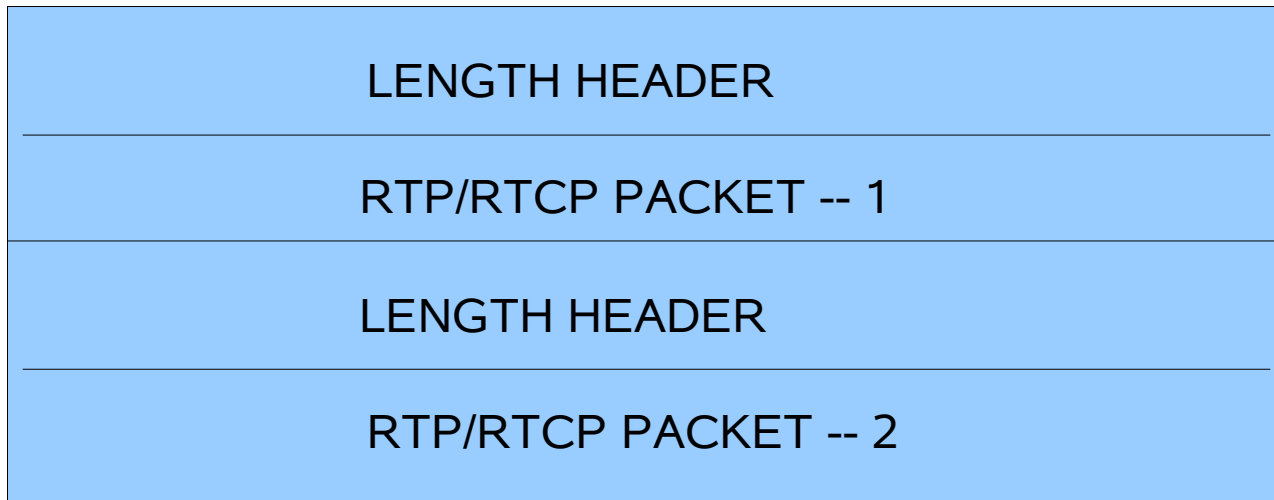 LENGTH HEADER
RTP/RTCP PACKET -- 1
LENGTH HEADER
RTP/RTCP PACKET -- 2